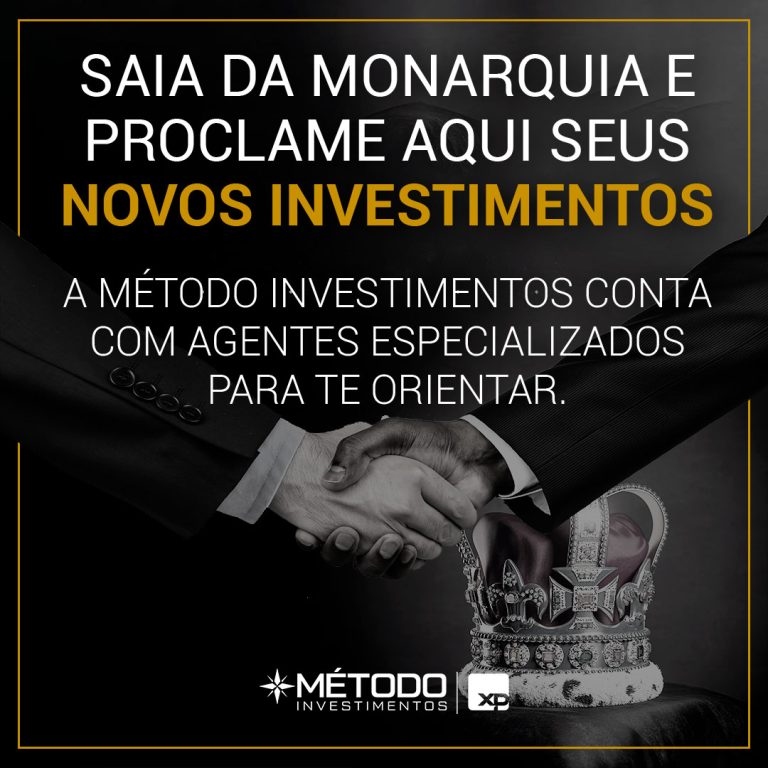 SAIA DA MONARQUIA E
PROCLAME AQUI SEUS
NOVOS INVESTIMENTOS
A MÉTODO INVESTIMENTOS CONTA
COM AGENTES ESPECIALIZADOS
PARA TE ORIENTAR.
MÉTODO
INVESTIMENTOS
xp